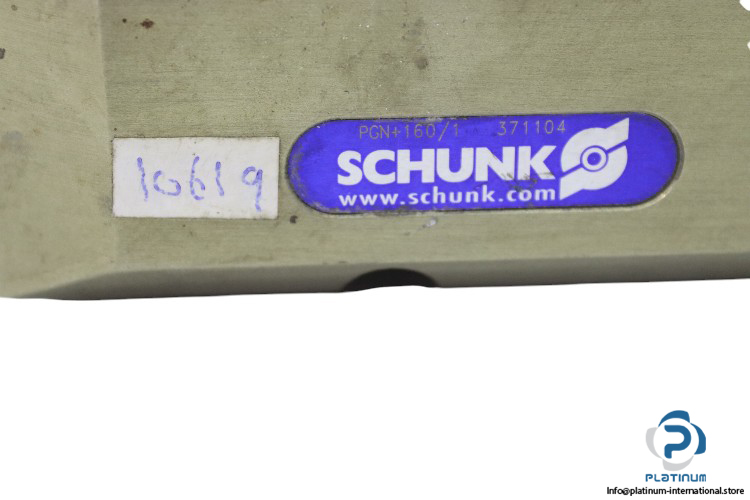 PGN+160/1 371104
SCHUNK
www.schunk.com
10619
PLATINUM
Info@platinum-international.store